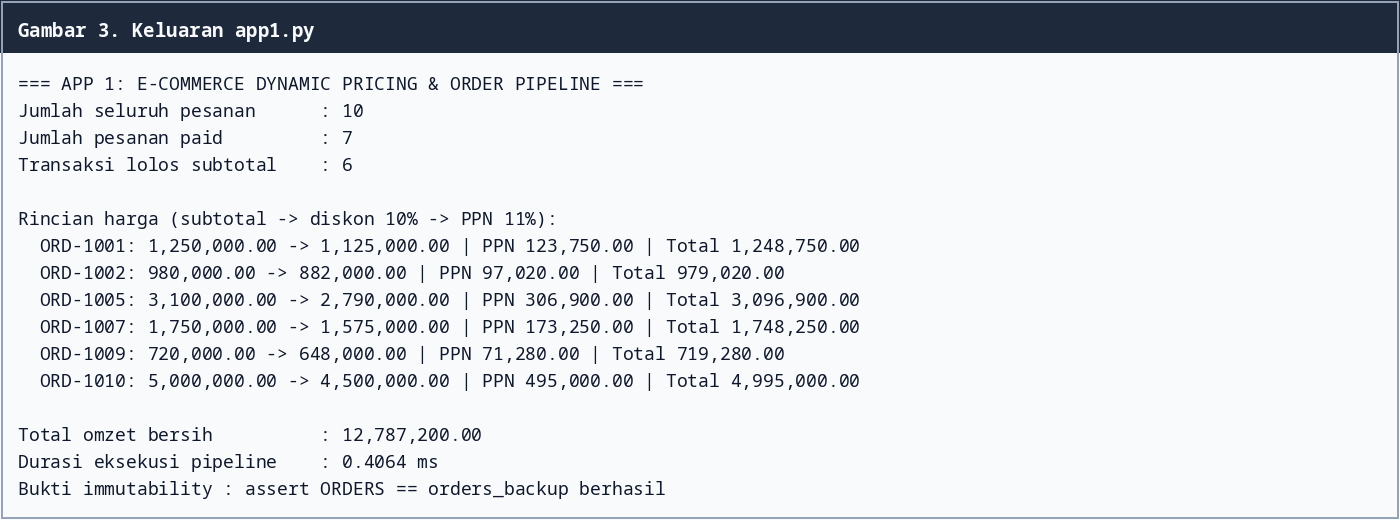 Gambar 3. Keluaran app1.py
=== APP 1: E-COMMERCE DYNAMIC PRICING & ORDER PIPELINE ===
Jumlah seluruh pesanan      : 10
Jumlah pesanan paid         : 7
Transaksi lolos subtotal    : 6
Rincian harga (subtotal -> diskon 10% -> PPN 11%):
  ORD-1001: 1,250,000.00 -> 1,125,000.00 | PPN 123,750.00 | Total 1,248,750.00
  ORD-1002: 980,000.00 -> 882,000.00 | PPN 97,020.00 | Total 979,020.00
  ORD-1005: 3,100,000.00 -> 2,790,000.00 | PPN 306,900.00 | Total 3,096,900.00
  ORD-1007: 1,750,000.00 -> 1,575,000.00 | PPN 173,250.00 | Total 1,748,250.00
  ORD-1009: 720,000.00 -> 648,000.00 | PPN 71,280.00 | Total 719,280.00
  ORD-1010: 5,000,000.00 -> 4,500,000.00 | PPN 495,000.00 | Total 4,995,000.00
Total omzet bersih          : 12,787,200.00
Durasi eksekusi pipeline    : 0.4064 ms
Bukti immutability : assert ORDERS == orders_backup berhasil